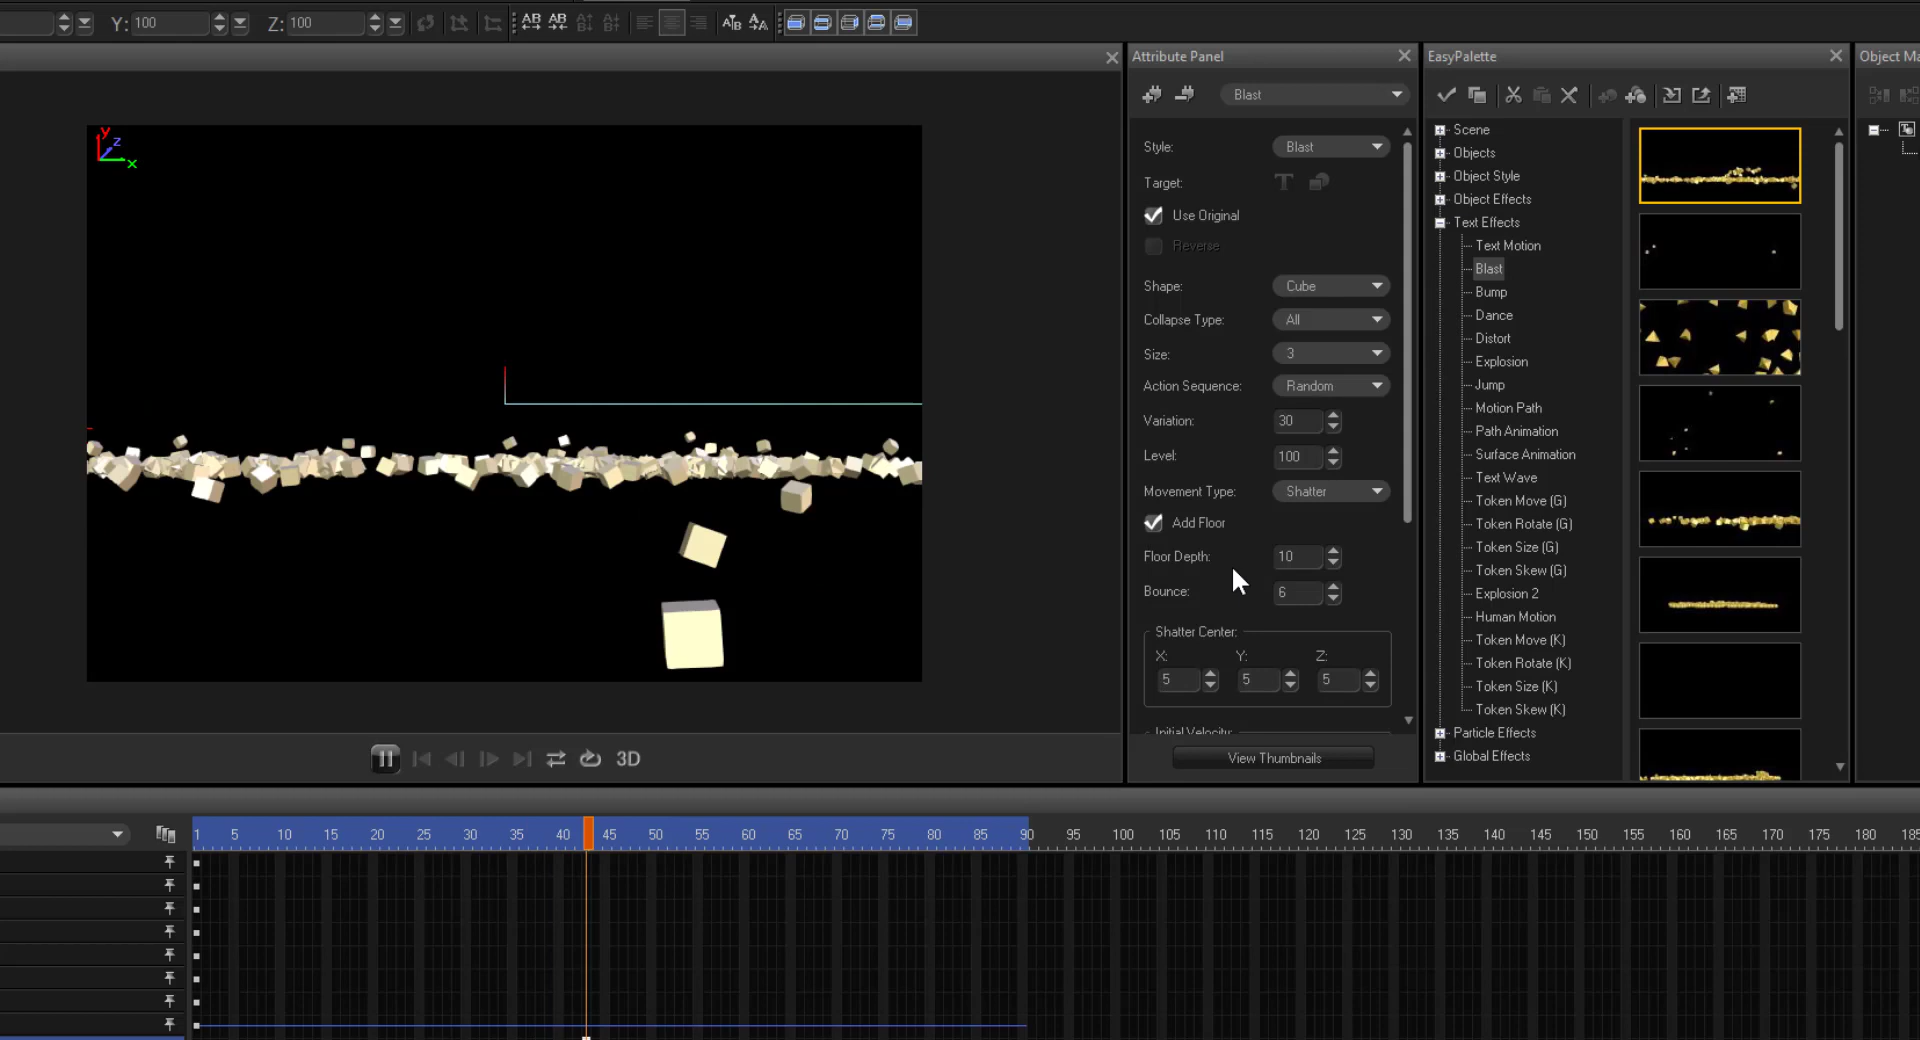 Y: 100
Z: 100
AB AB
Attribute Panel
EasyPalette
Object Ma
Blast
Style: Blast
Target:
Use Original
Reverse
Shape: Cube
Collapse Type: All
Size: 3
Action Sequence: Random
Variation: 30
Level: 100
Movement Type: Shatter
Add Floor
Floor Depth: 10
Bounce: 6
Shatter Center:
X: Y: Z:
5 5 5
Initial Velocity:
View Thumbnails
Scene
Objects
Object Style
Object Effects
Text Effects
Text Motion
Blast
Bump
Dance
Distort
Explosion
Jump
Motion Path
Path Animation
Surface Animation
Text Wave
Token Move (G)
Token Rotate (G)
Token Size (G)
Token Skew (G)
Explosion 2
Human Motion
Token Move (K)
Token Rotate (K)
Token Size (K)
Token Skew (K)
Particle Effects
Global Effects
y
z
x
3D
1 5 10 15 20 25 30 35 40 45 50 55 60 65 70 75 80 85 90 95 100 105 110 115 120 125 130 135 140 145 150 155 160 165 170 175 180 185